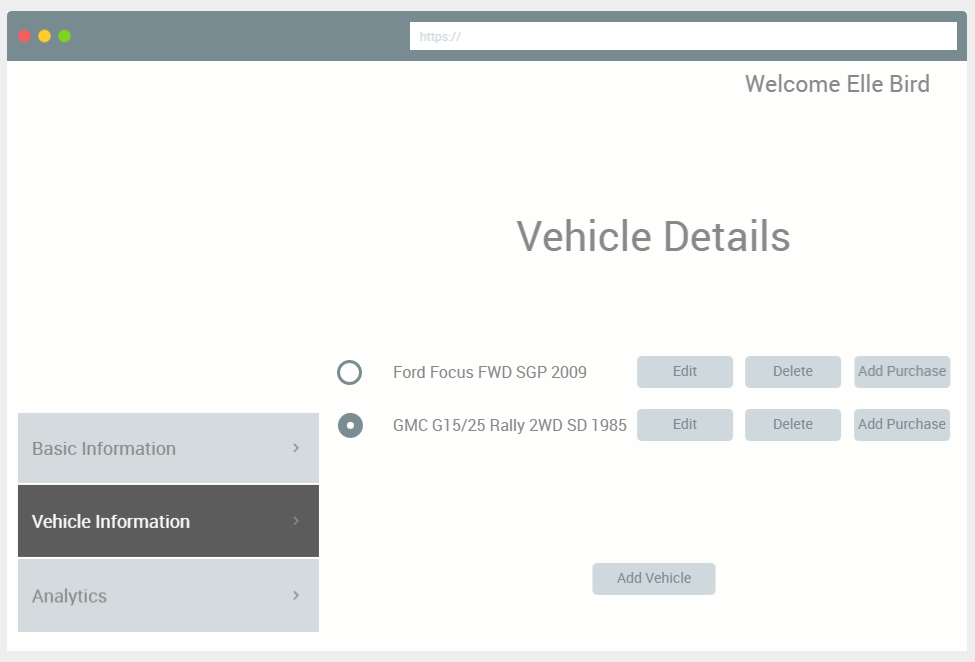 https://
Welcome Elle Bird
Vehicle Details
Ford Focus FWD SGP 2009 Edit Delete Add Purchase
GMC G15/25 Rally 2WD SD 1985 Edit Delete Add Purchase
Basic Information
Vehicle Information
Analytics
Add Vehicle